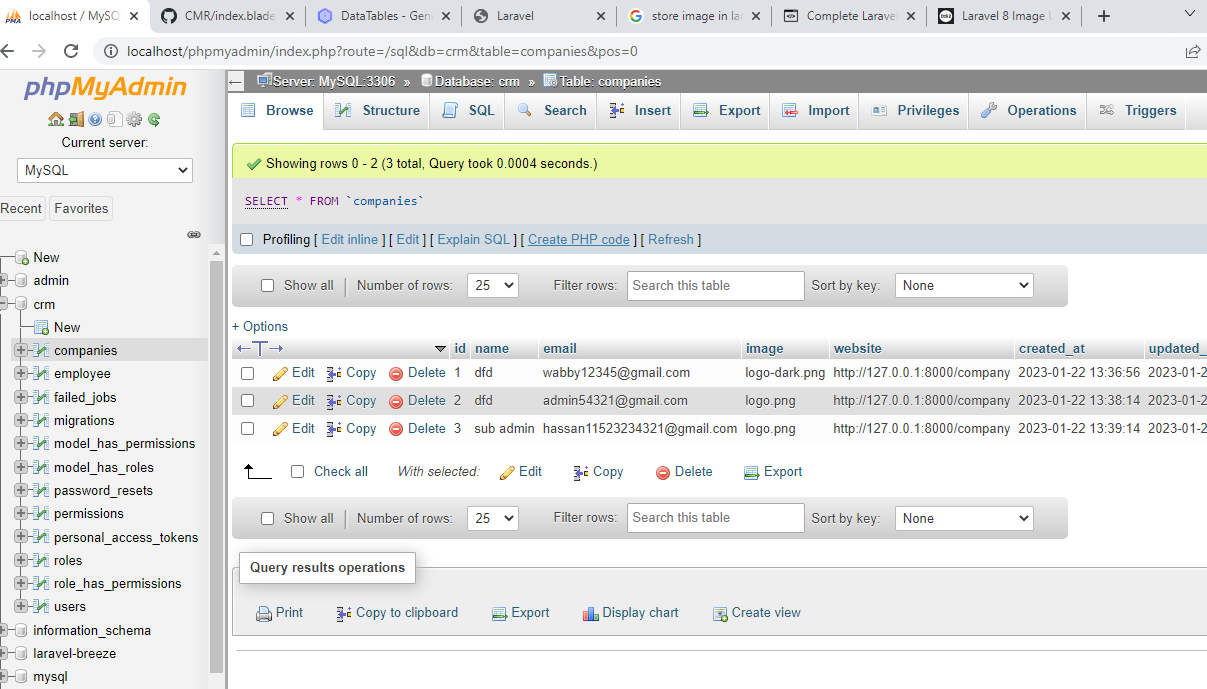 localhost / MySQ
CMR/index.blade
DataTables - Gen
Laravel
store image in la
Complete Larave
Laravel 8 Image U
localhost/phpmyadmin/index.php?route=/sql&db=crm&table=companies&pos=0
phpMyAdmin
Current server:
MySQL
Recent Favorites
New
admin
crm
New
companies
employee
failed_jobs
migrations
model_has_permissions
model_has_roles
password_resets
permissions
personal_access_tokens
roles
role_has_permissions
users
information_schema
laravel-breeze
mysql
Server: MySQL:3306 » Database: crm » Table: companies
Browse Structure SQL Search Insert Export Import Privileges Operations Triggers
Showing rows 0 - 2 (3 total, Query took 0.0004 seconds.)
SELECT * FROM `companies`
Profiling [ Edit inline ] [ Edit ] [ Explain SQL ] [ Create PHP code ] [ Refresh ]
Show all Number of rows: 25 Filter rows: Search this table Sort by key: None
+ Options
←T→ id name email image website created_at updated_
Edit Copy Delete 1 dfd wabby12345@gmail.com logo-dark.png http://127.0.0.1:8000/company 2023-01-22 13:36:56 2023-01-2
Edit Copy Delete 2 dfd admin54321@gmail.com logo.png http://127.0.0.1:8000/company 2023-01-22 13:38:14 2023-01-2
Edit Copy Delete 3 sub admin hassan11523234321@gmail.com logo.png http://127.0.0.1:8000/company 2023-01-22 13:39:14 2023-01-2
Check all With selected: Edit Copy Delete Export
Show all Number of rows: 25 Filter rows: Search this table Sort by key: None
Query results operations
Print Copy to clipboard Export Display chart Create view